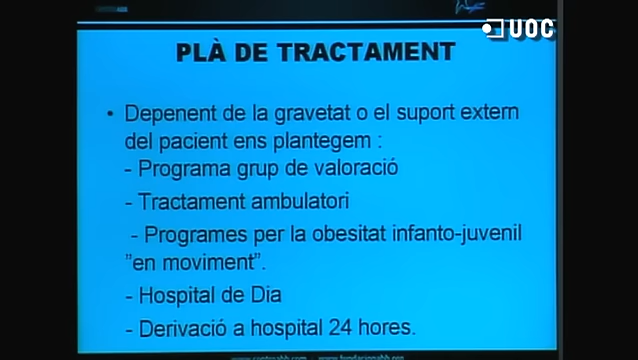 UOC
PLÀ DE TRACTAMENT
• Depenent de la gravetat o el suport extern
del pacient ens plantegem :
- Programa grup de valoració
- Tractament ambulatori
- Programes per la obesitat infanto-juvenil
"en moviment".
- Hospital de Dia
- Derivació a hospital 24 hores.